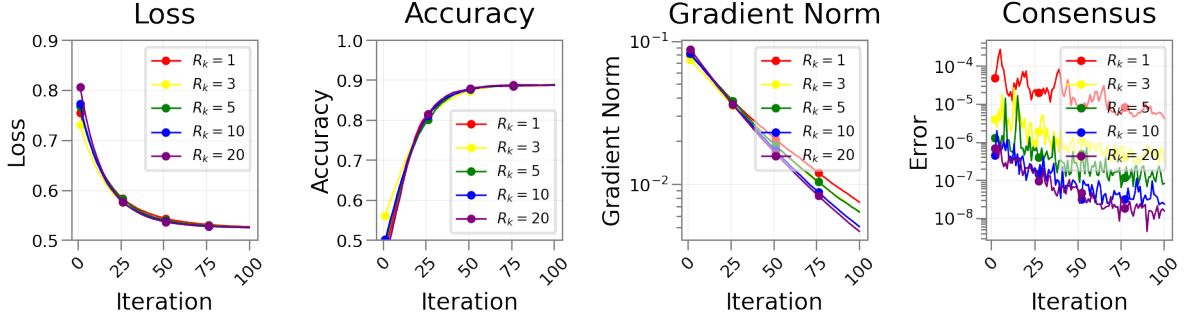 Loss
0.9
0.8
0.7
0.6
0.5
Loss
R_k = 1
R_k = 3
R_k = 5
R_k = 10
R_k = 20
0
25
50
75
100
Iteration
Accuracy
1.0
0.9
0.8
0.7
0.6
0.5
Accuracy
R_k = 1
R_k = 3
R_k = 5
R_k = 10
R_k = 20
0
25
50
75
100
Iteration
Gradient Norm
10⁻¹
10⁻²
Gradient Norm
R_k = 1
R_k = 3
R_k = 5
R_k = 10
R_k = 20
0
25
50
75
100
Iteration
Consensus
10⁻⁴
10⁻⁵
10⁻⁶
10⁻⁷
10⁻⁸
Error
R_k = 1
R_k = 3
R_k = 5
R_k = 10
R_k = 20
0
25
50
75
100
Iteration